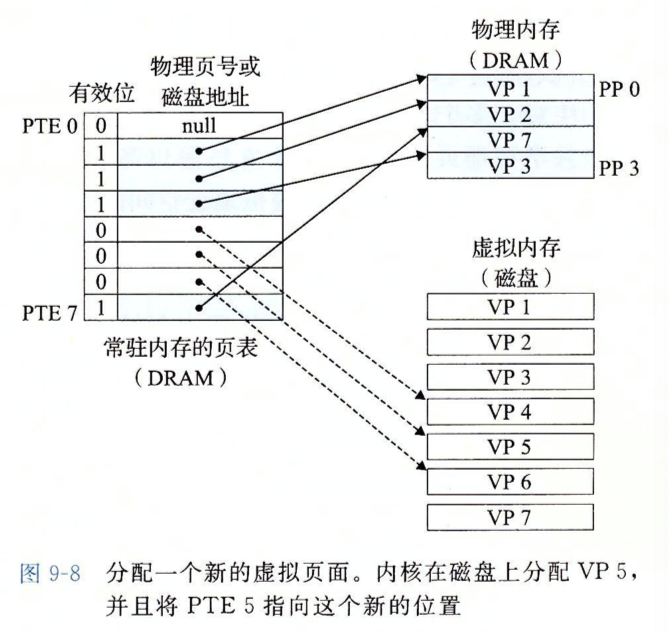 物理内存
（DRAM）
物理页号或
有效位 磁盘地址
VP 1 PP 0
PTE 0 0 null
VP 2
1
VP 7
1
VP 3 PP 3
1
0
0
虚拟内存
（磁盘）
0
PTE 7 1
VP 1
常驻内存的页表
（DRAM）
VP 2
VP 3
VP 4
VP 5
VP 6
VP 7
图 9-8 分配一个新的虚拟页面。内核在磁盘上分配 VP 5，
并且将 PTE 5 指向这个新的位置